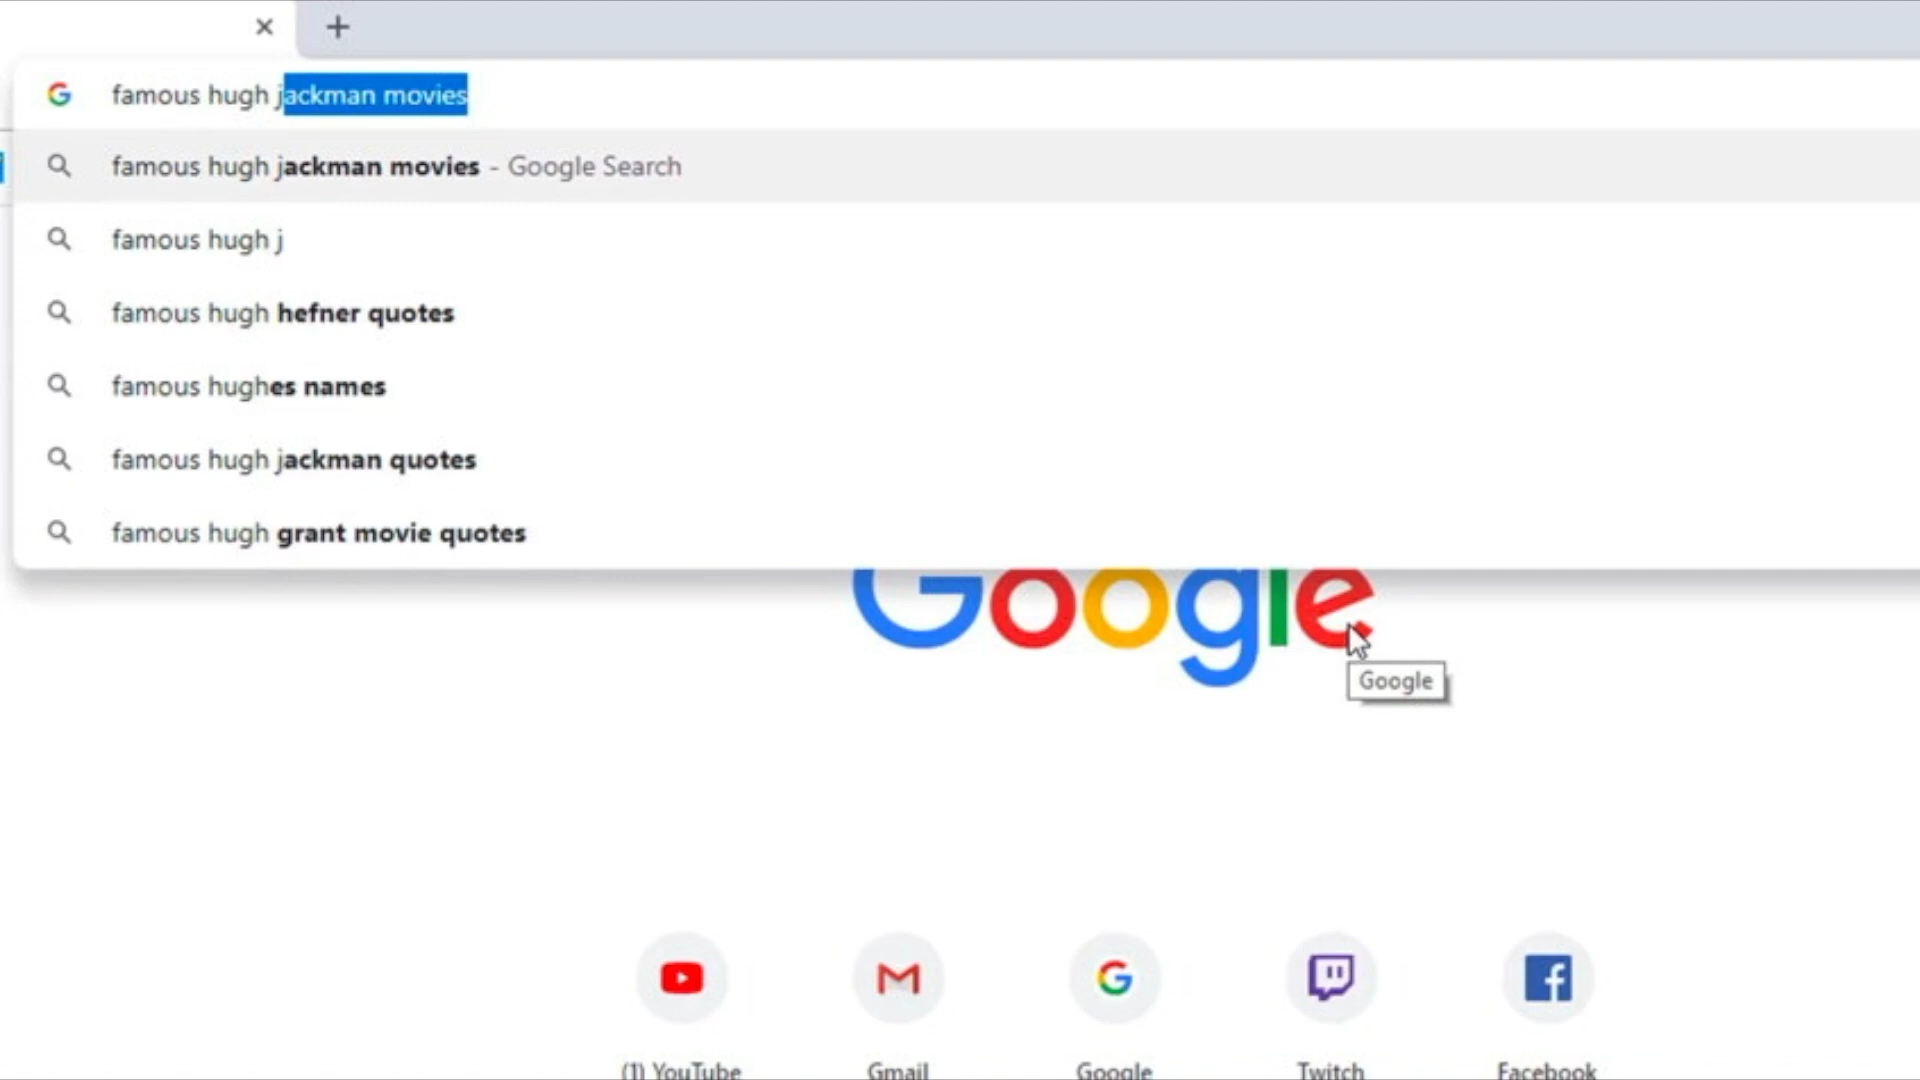 famous hugh jackman movies
famous hugh jackman movies - Google Search
famous hugh j
famous hugh hefner quotes
famous hughes names
famous hugh jackman quotes
famous hugh grant movie quotes
Google
Google
(1) YouTube Gmail Google Twitch Facebook